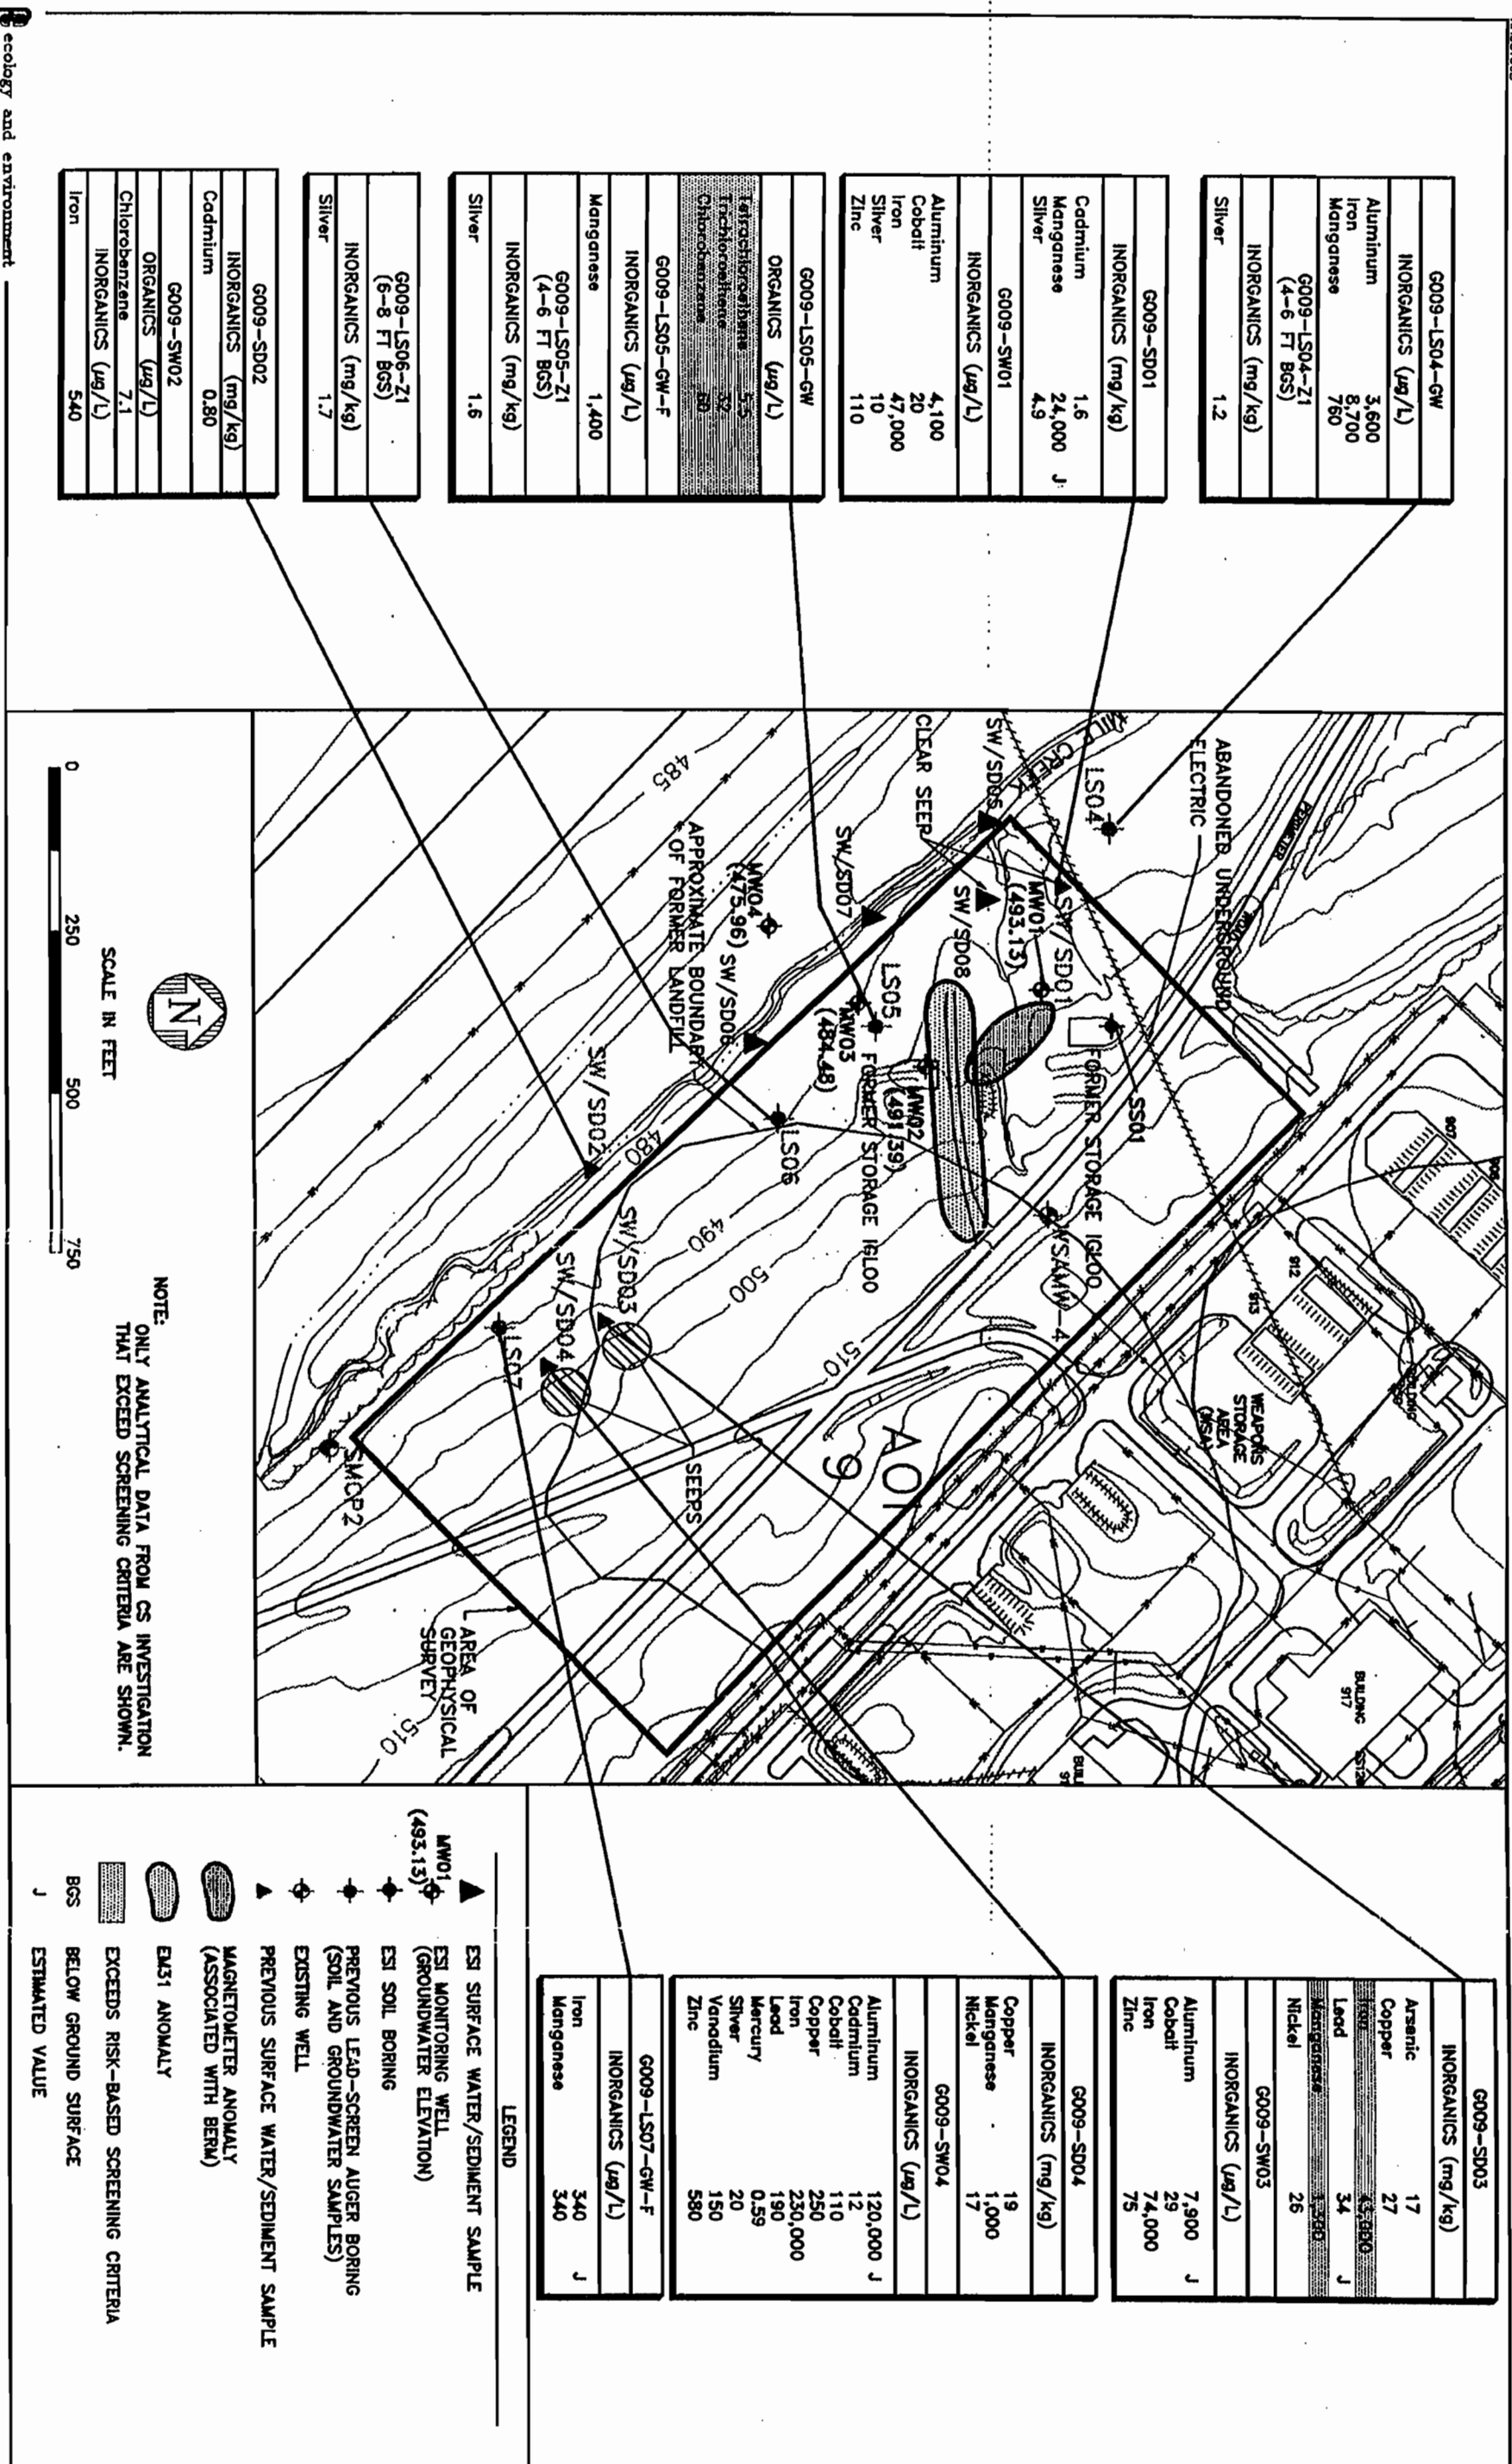 G009-LS04-GW
INORGANICS (µg/L)
Aluminum 3,600
Iron 8,700
Manganese 760
G009-LS04-Z1
(4-6 FT BGS)
INORGANICS (mg/kg)
Silver 1.2
G009-SD01
INORGANICS (mg/kg)
Cadmium 1.6
Manganese 24,000 J
Silver 4.9
G009-SW01
INORGANICS (µg/L)
Aluminum 4,100
Cobalt 20
Iron 47,000
Silver 10
Zinc 110
G009-LS05-GW
ORGANICS (µg/L)
Tetrachloroethene 5.5
Trichloroethene 32
Chlorobenzene 60
G009-LS05-GW-F
INORGANICS (µg/L)
Manganese 1,400
G009-LS05-Z1
(4-6 FT BGS)
INORGANICS (mg/kg)
Silver 1.6
G009-LS06-Z1
(6-8 FT BGS)
INORGANICS (mg/kg)
Silver 1.7
G009-SD02
INORGANICS (mg/kg)
Cadmium 0.80
G009-SW02
ORGANICS (µg/L)
Chlorobenzene 7.1
INORGANICS (µg/L)
Iron 540
ecology and environment
ABANDONED UNDERGROUND
ELECTRIC
PERIMETER
ROAD
LS04
MILL CREEK
SW/SD05
CLEAR SEEP
SW/SD01
MW01
(493.13)
SW/SD08
SW/SD07
SS01
FORMER STORAGE IGLOO
LS05
FORMER STORAGE IGLOO
MW03
(484.48)
MW02
(491.39)
MW04
(475.96)
SW/SD06
APPROXIMATE BOUNDARY
OF FORMER LANDFILL
485
480
490
500
510
510
LS06
SW/SD02
WSAMW-4
SW/SD03
SW/SD04
LS07
SEEPS
SMCP2
AOI
9
907
912
913
WEAPONS
STORAGE
AREA
(WSA)
BUILDING
BUILDING
917
AREA OF
GEOPHYSICAL
SURVEY
N
0 250 500 750
SCALE IN FEET
NOTE:
ONLY ANALYTICAL DATA FROM CS INVESTIGATION
THAT EXCEED SCREENING CRITERIA ARE SHOWN.
G009-SD03
INORGANICS (mg/kg)
Arsenic 17
Copper 27
Iron 43,000
Lead 34 J
Manganese 1,300
Nickel 26
G009-SW03
INORGANICS (µg/L)
Aluminum 7,900 J
Cobalt 29
Iron 74,000
Zinc 75
G009-SD04
INORGANICS (mg/kg)
Copper 19
Manganese 1,000
Nickel 17
G009-SW04
INORGANICS (µg/L)
Aluminum 120,000 J
Cadmium 12
Cobalt 110
Copper 250
Iron 230,000
Lead 190
Mercury 0.59
Silver 20
Vanadium 150
Zinc 580
G009-LS07-GW-F
INORGANICS (µg/L)
Iron 340 J
Manganese 340
LEGEND
ESI SURFACE WATER/SEDIMENT SAMPLE
MW01
(493.13)
ESI MONITORING WELL
(GROUNDWATER ELEVATION)
ESI SOIL BORING
PREVIOUS LEAD-SCREEN AUGER BORING
(SOIL AND GROUNDWATER SAMPLES)
EXISTING WELL
PREVIOUS SURFACE WATER/SEDIMENT SAMPLE
MAGNETOMETER ANOMALY
(ASSOCIATED WITH BERM)
EM31 ANOMALY
EXCEEDS RISK-BASED SCREENING CRITERIA
BGS BELOW GROUND SURFACE
J ESTIMATED VALUE